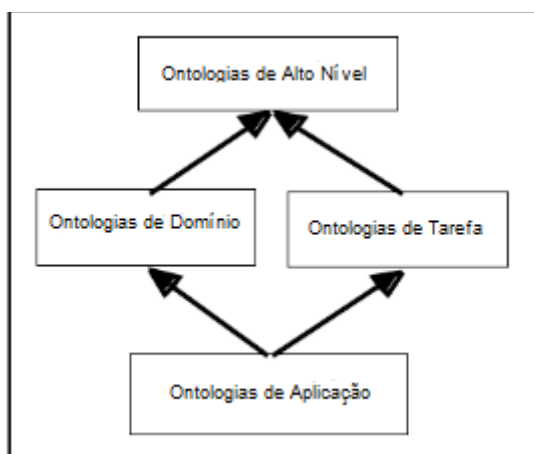 Ontologias de Alto Nível
Ontologias de Domínio
Ontologias de Tarefa
Ontologias de Aplicação